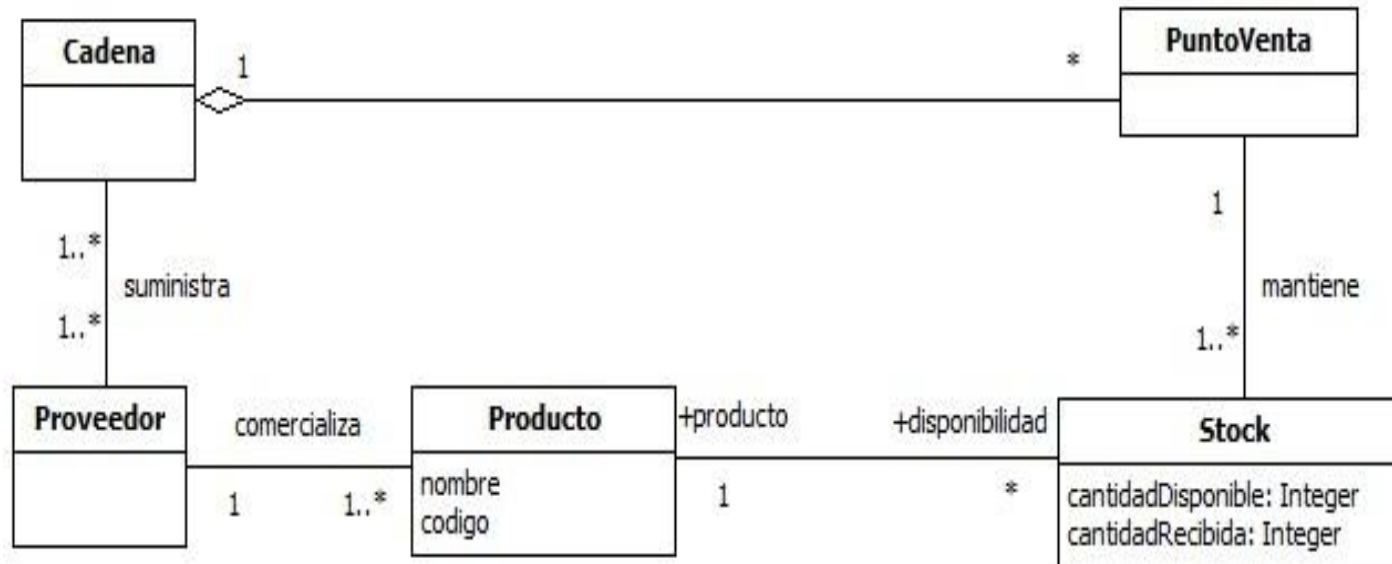 Cadena
1
*
PuntoVenta
1..*
suministra
1..*
1
mantiene
1..*
Proveedor
comercializa
1
1..*
Producto
nombre
codigo
+producto
1
+disponibilidad
*
Stock
cantidadDisponible: Integer
cantidadRecibida: Integer